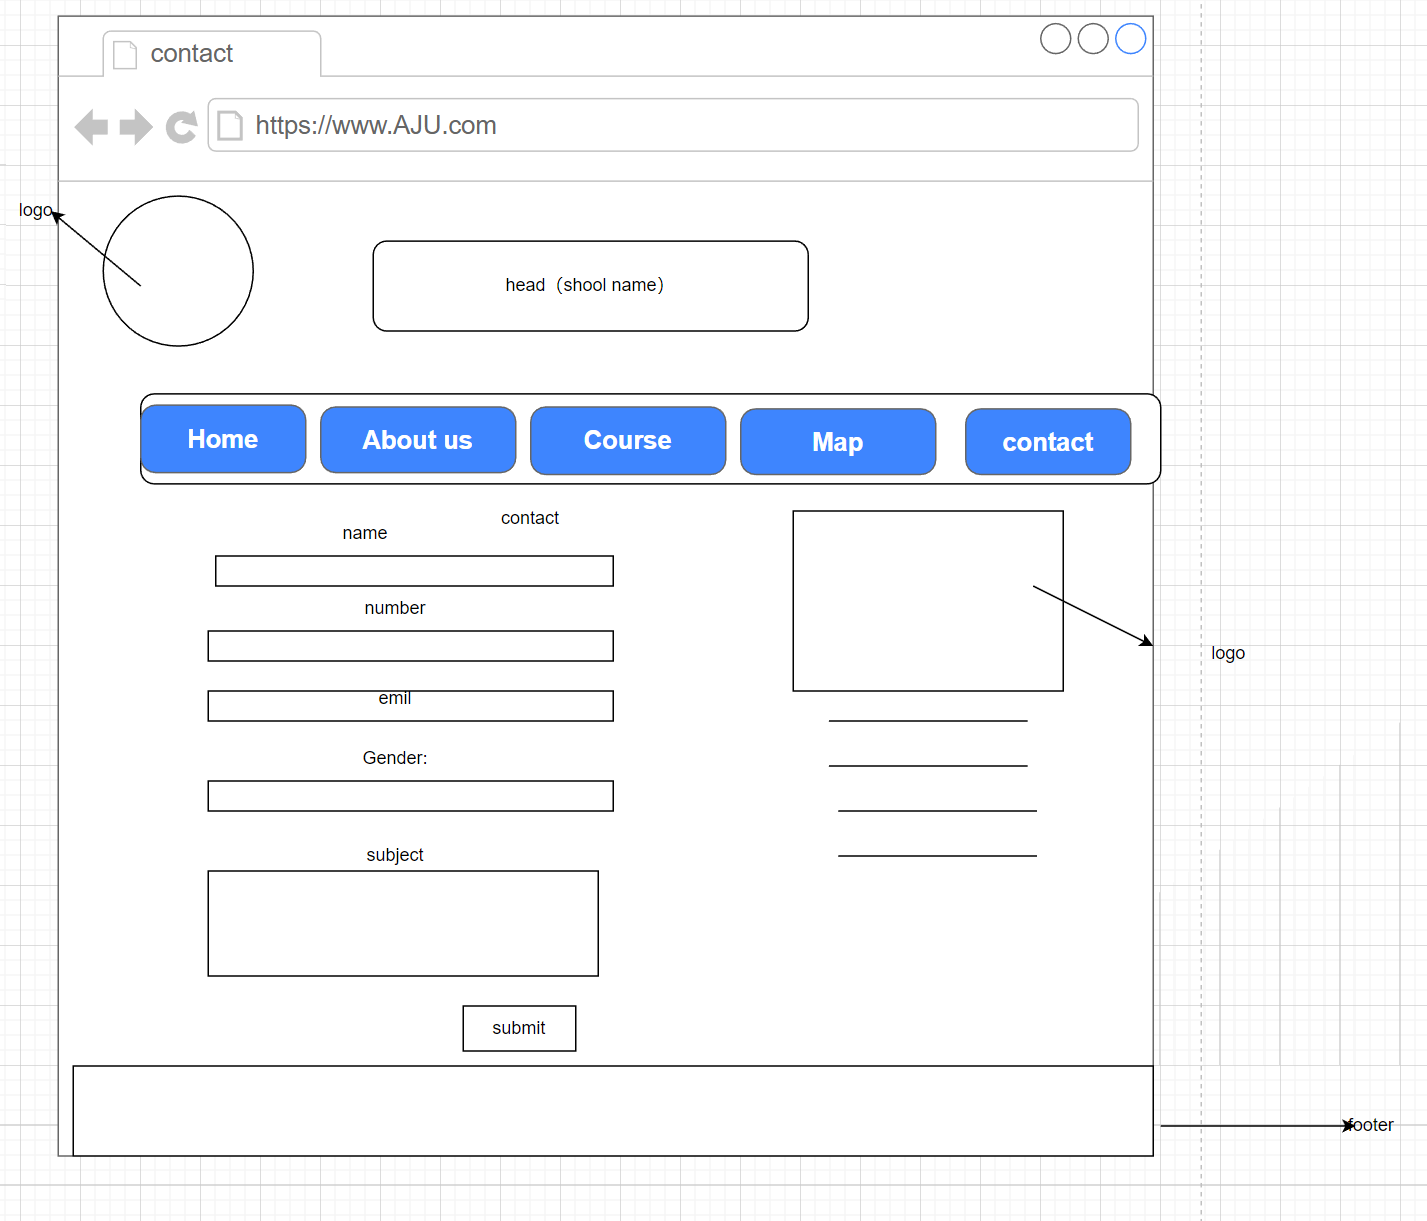 contact
https://www.AJU.com
logo
head（shool name）
Home
About us
Course
Map
contact
contact
name
number
emil
Gender:
subject
submit
logo
footer